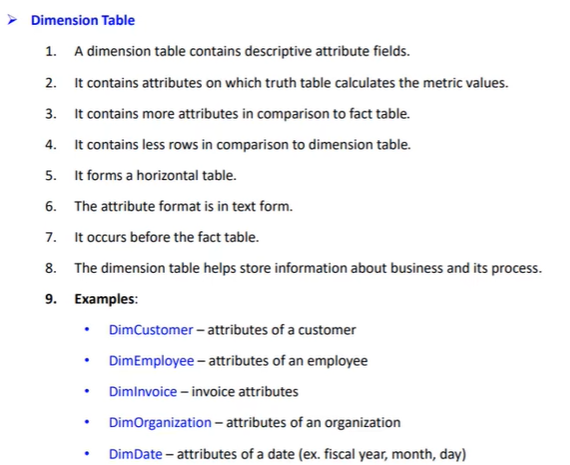 ➢ Dimension Table
1. A dimension table contains descriptive attribute fields.
2. It contains attributes on which truth table calculates the metric values.
3. It contains more attributes in comparison to fact table.
4. It contains less rows in comparison to dimension table.
5. It forms a horizontal table.
6. The attribute format is in text form.
7. It occurs before the fact table.
8. The dimension table helps store information about business and its process.
9. Examples:
• DimCustomer – attributes of a customer
• DimEmployee – attributes of an employee
• DimInvoice – invoice attributes
• DimOrganization – attributes of an organization
• DimDate – attributes of a date (ex. fiscal year, month, day)